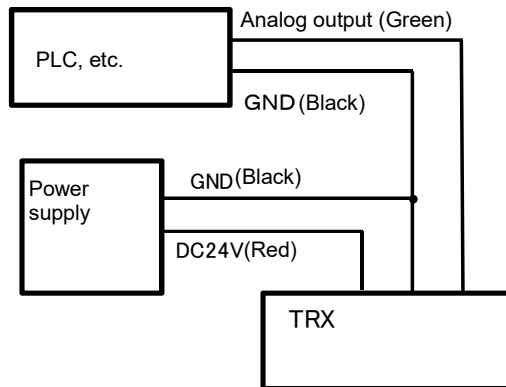 Analog output (Green)
PLC, etc.
GND(Black)
GND(Black)
Power
supply
DC24V(Red)
TRX